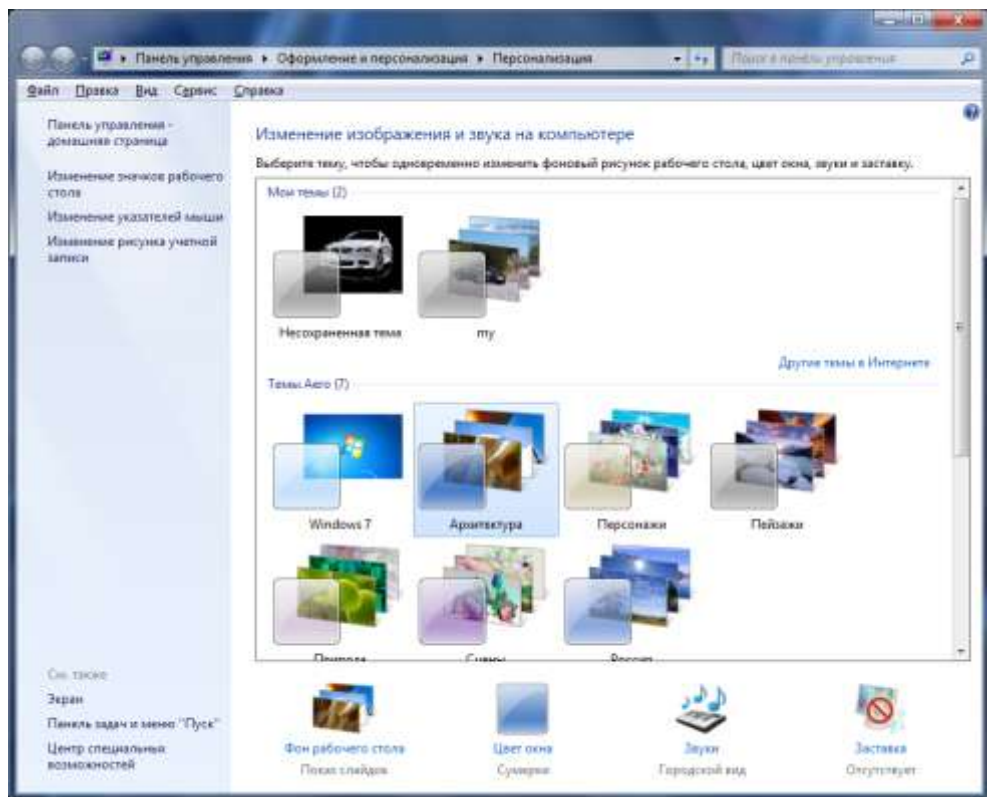 Панель управления ▸ Оформление и персонализация ▸ Персонализация
Поиск в панели управления
Файл Правка Вид Сервис Справка
Панель управления -
домашняя страница
Изменение значков рабочего
стола
Изменение указателей мыши
Изменение рисунка учетной
записи
Изменение изображения и звука на компьютере
Выберите тему, чтобы одновременно изменить фоновый рисунок рабочего стола, цвет окна, звуки и заставку.
Мои темы (2)
Несохраненная тема
my
Другие темы в Интернете
Темы Aero (7)
Windows 7
Архитектура
Персонажи
Пейзажи
Природа
Сцены
Россия
См. также
Экран
Панель задач и меню "Пуск"
Центр специальных
возможностей
Фон рабочего стола
Показ слайдов
Цвет окна
Сумерки
Звуки
Городской вид
Заставка
Отсутствует